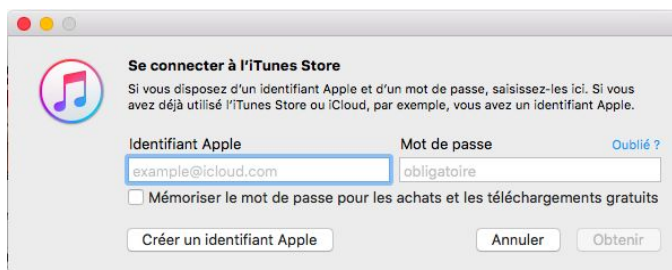 Se connecter à l'iTunes Store
Si vous disposez d'un identifiant Apple et d'un mot de passe, saisissez-les ici. Si vous
avez déjà utilisé l'iTunes Store ou iCloud, par exemple, vous avez un identifiant Apple.
Identifiant Apple Mot de passe Oublié ?
example@icloud.com obligatoire
Mémoriser le mot de passe pour les achats et les téléchargements gratuits
Créer un identifiant Apple Annuler Obtenir